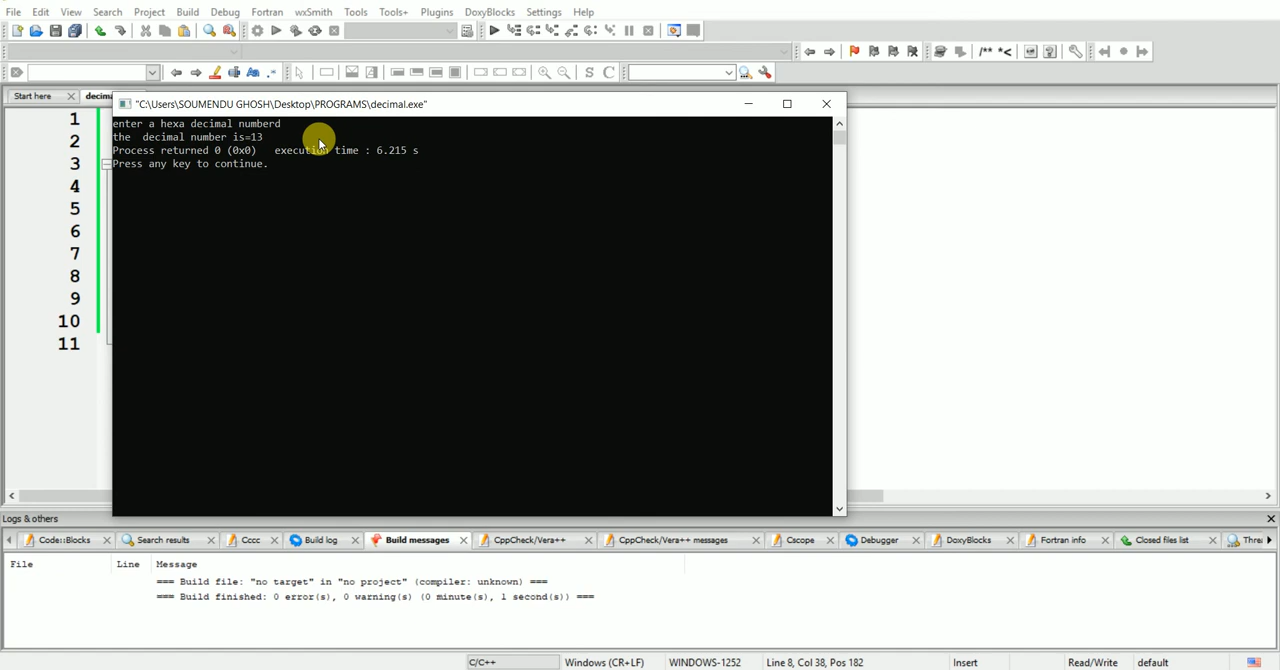 File Edit View Search Project Build Debug Fortran wxSmith Tools Tools+ Plugins DoxyBlocks Settings Help
/** *<
S C
Start here
"C:\Users\SOUMENDU GHOSH\Desktop\PROGRAMS\decimal.exe"
enter a hexa decimal numberd
the decimal number is=13
Process returned 0 (0x0) execution time : 6.215 s
Press any key to continue.
1
2
3
4
5
6
7
8
9
10
11
Logs & others
Code::Blocks Search results Cccc Build log Build messages CppCheck/Vera++ CppCheck/Vera++ messages Cscope Debugger DoxyBlocks Fortran info Closed files list
File Line Message
=== Build file: "no target" in "no project" (compiler: unknown) ===
=== Build finished: 0 error(s), 0 warning(s) (0 minute(s), 1 second(s)) ===
C/C++ Windows (CR+LF) WINDOWS-1252 Line 8, Col 38, Pos 182 Insert Read/Write default